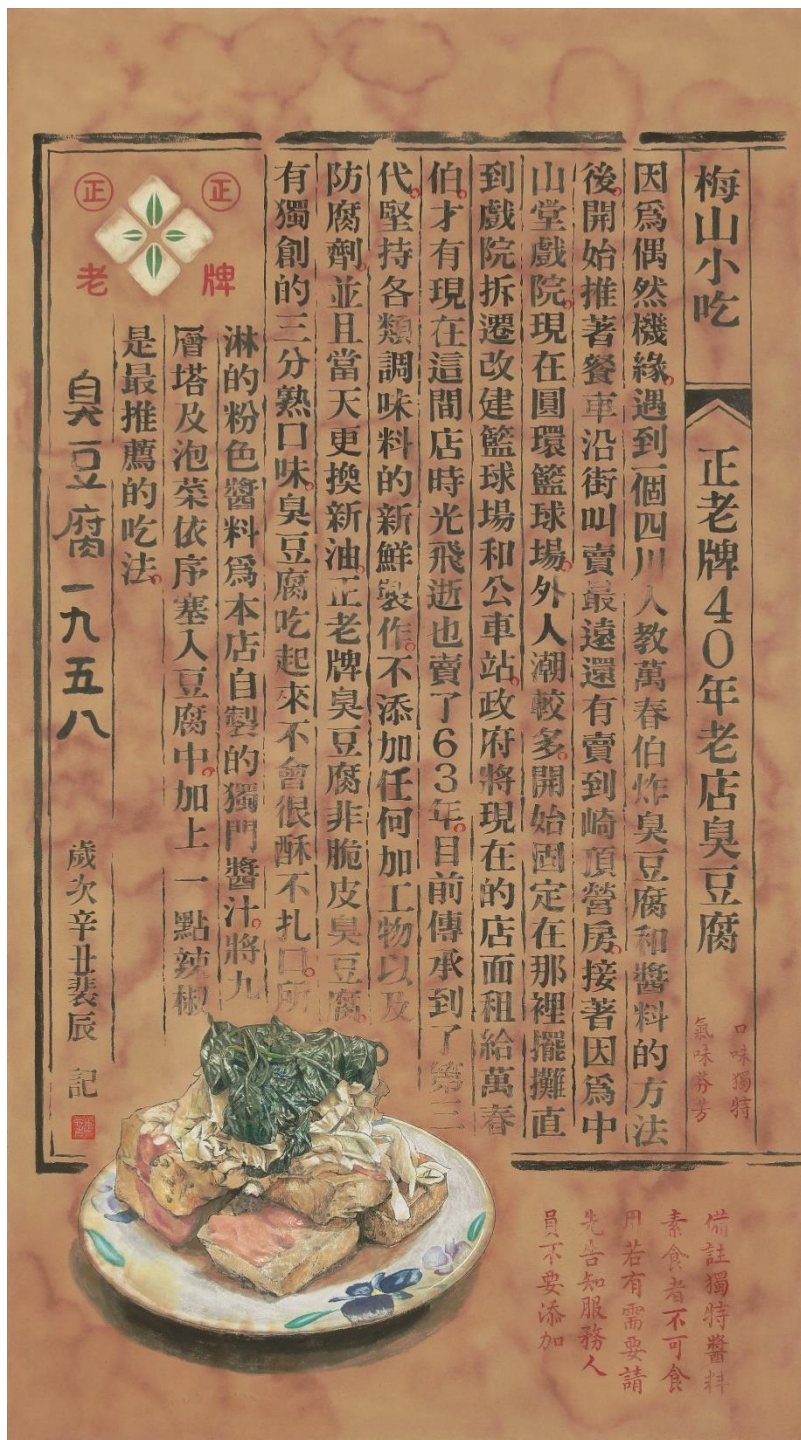 梅山小吃
正老牌40年老店臭豆腐
口味獨特
氣味芬芳
因爲偶然機緣。遇到一個四川人教萬春伯炸臭豆腐和醬料的方法
後。開始推著餐車沿街叫賣最遠還有賣到崎頂營房。接著因爲中
山堂戲院。現在圓環籃球場。外人潮較多。開始固定在那裡擺攤直
到戲院拆遷改建籃球場和公車站。政府將現在的店面租給萬春
伯。才有現在這間店時光飛逝也賣了63年。目前傳承到了第三
代。堅持各類調味料的新鮮製作。不添加任何加工物以及
防腐劑。並且當天更換新油。正老牌臭豆腐非脆皮臭豆腐。
有獨創的三分熟口味。臭豆腐吃起來不會很酥不扎口。所
淋的粉色醬料爲本店自製的獨門醬汁。將九
層塔及泡菜依序塞入豆腐中。加上一點辣椒
是最推薦的吃法。
正 正
老 牌
臭豆腐一九五八
歲次辛丑裴辰 記
備註獨特醬料
素食者不可食
用若有需要請
先告知服務人
員不要添加